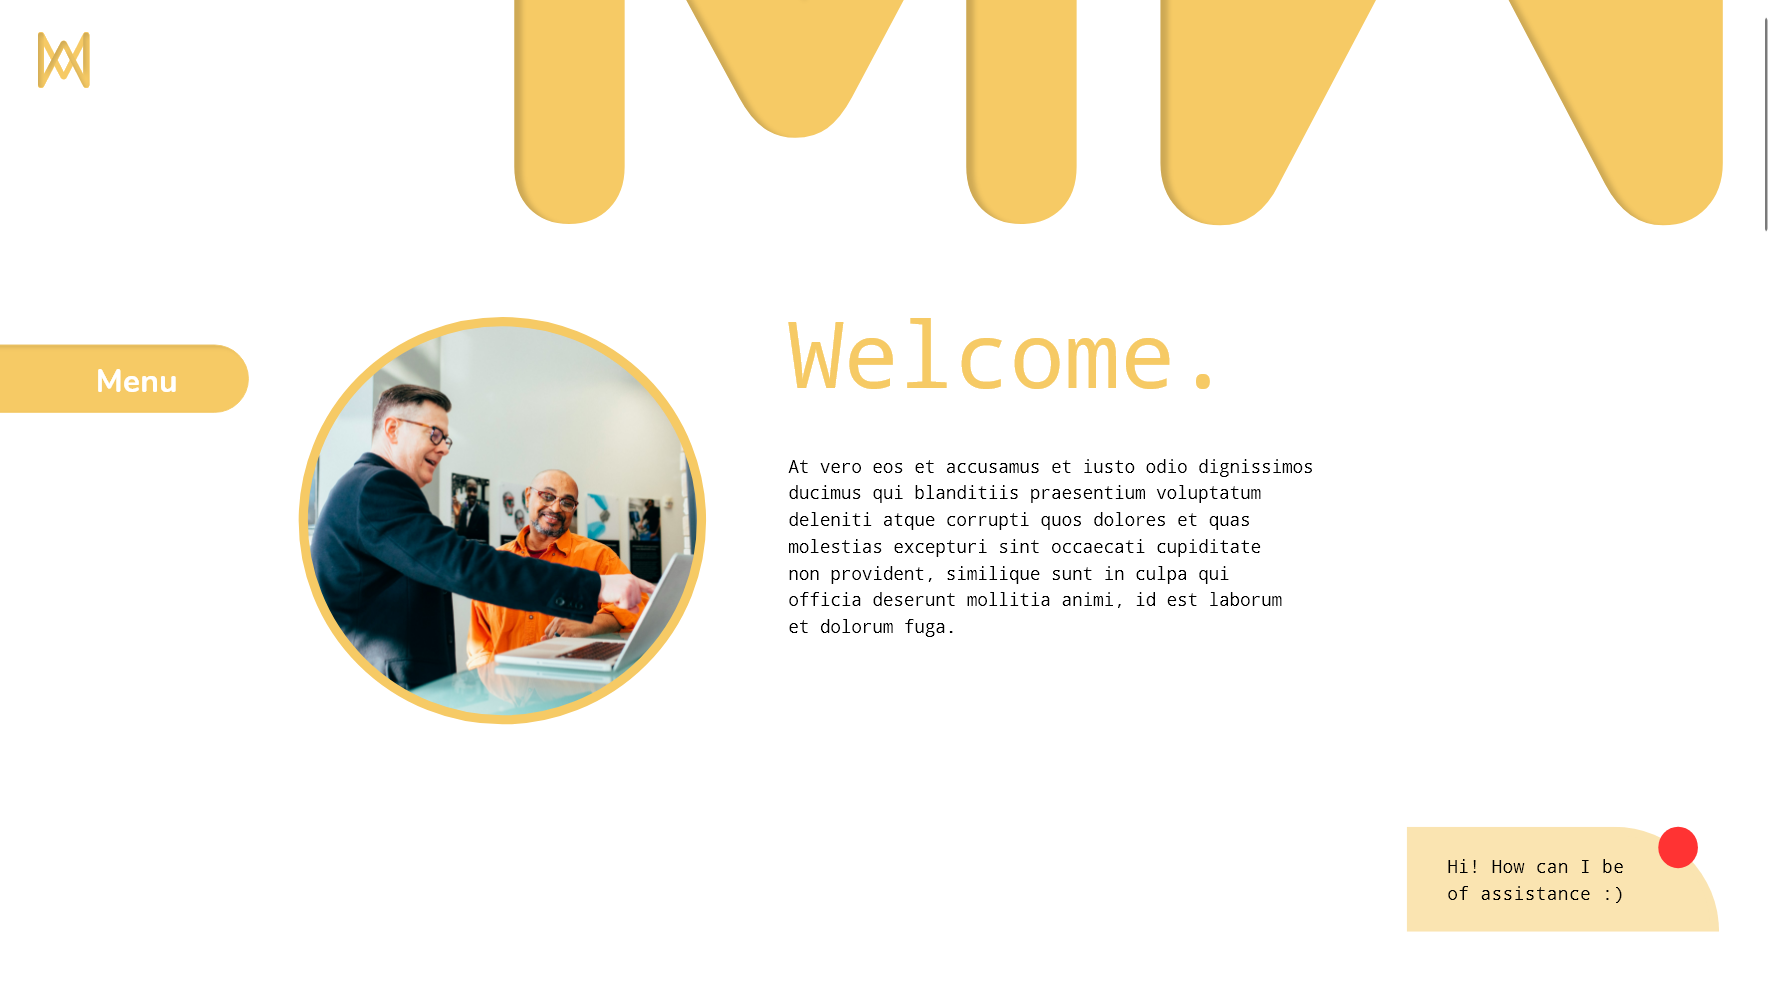 Menu
Welcome.
At vero eos et accusamus et iusto odio dignissimos
ducimus qui blanditiis praesentium voluptatum
deleniti atque corrupti quos dolores et quas
molestias excepturi sint occaecati cupiditate
non provident, similique sunt in culpa qui
officia deserunt mollitia animi, id est laborum
et dolorum fuga.
Hi! How can I be
of assistance :)